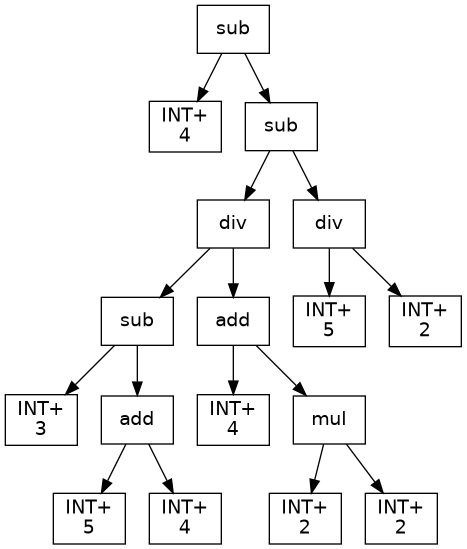 sub
INT+
4
sub
div
div
sub
add
INT+
5
INT+
2
INT+
3
add
INT+
4
mul
INT+
5
INT+
4
INT+
2
INT+
2